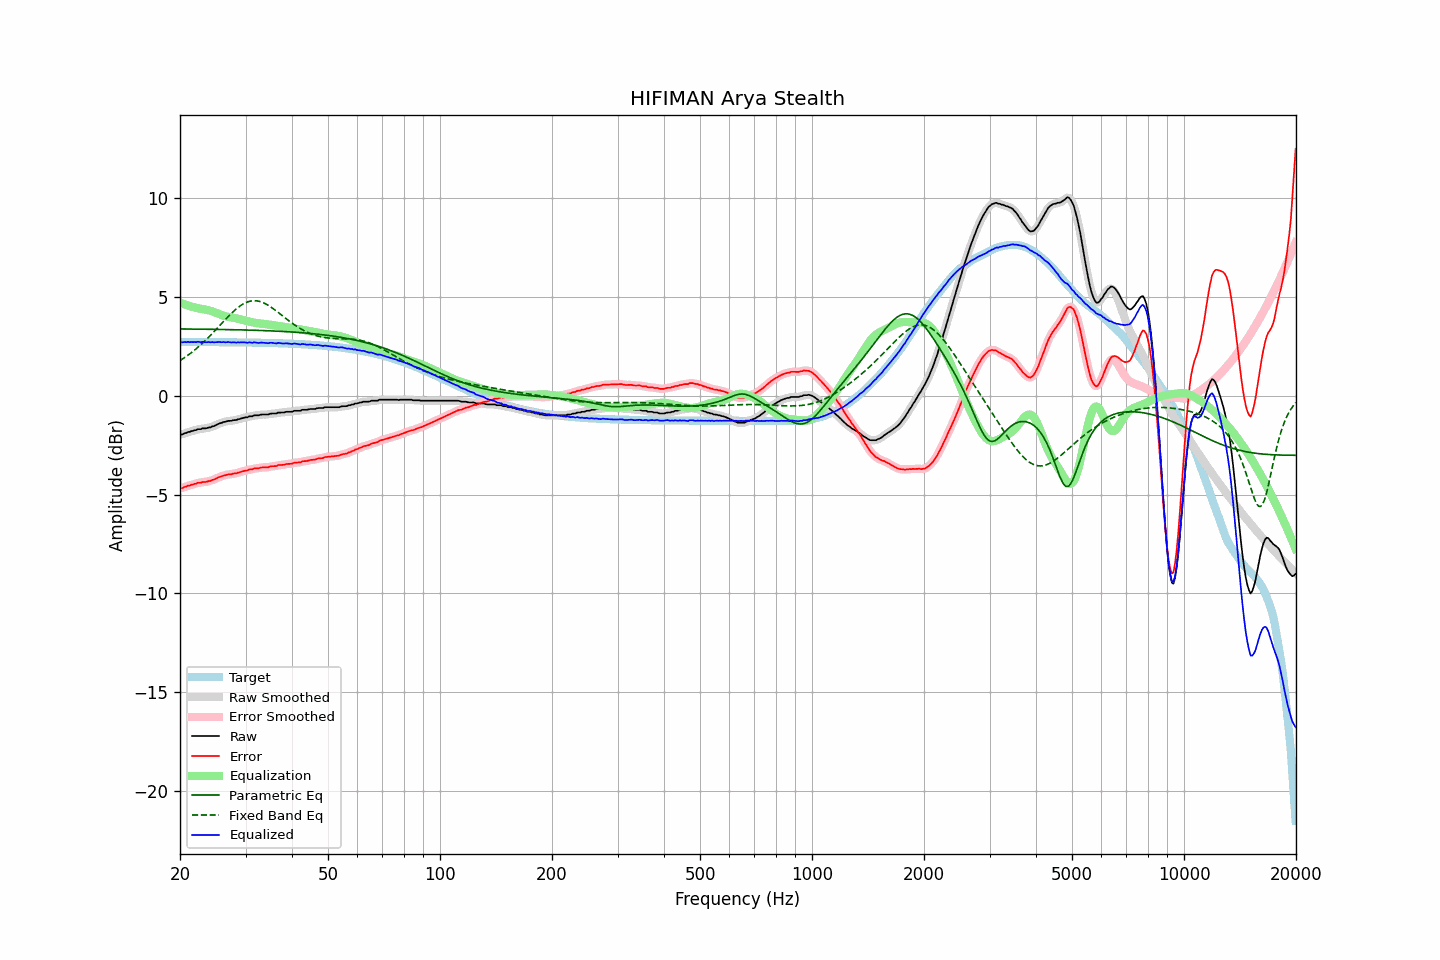 HIFIMAN Arya Stealth
Amplitude (dBr)
10
5
0
−5
−10
−15
−20
Target
Raw Smoothed
Error Smoothed
Raw
Error
Equalization
Parametric Eq
Fixed Band Eq
Equalized
20 50 100 200 500 1000 2000 5000 10000 20000
Frequency (Hz)